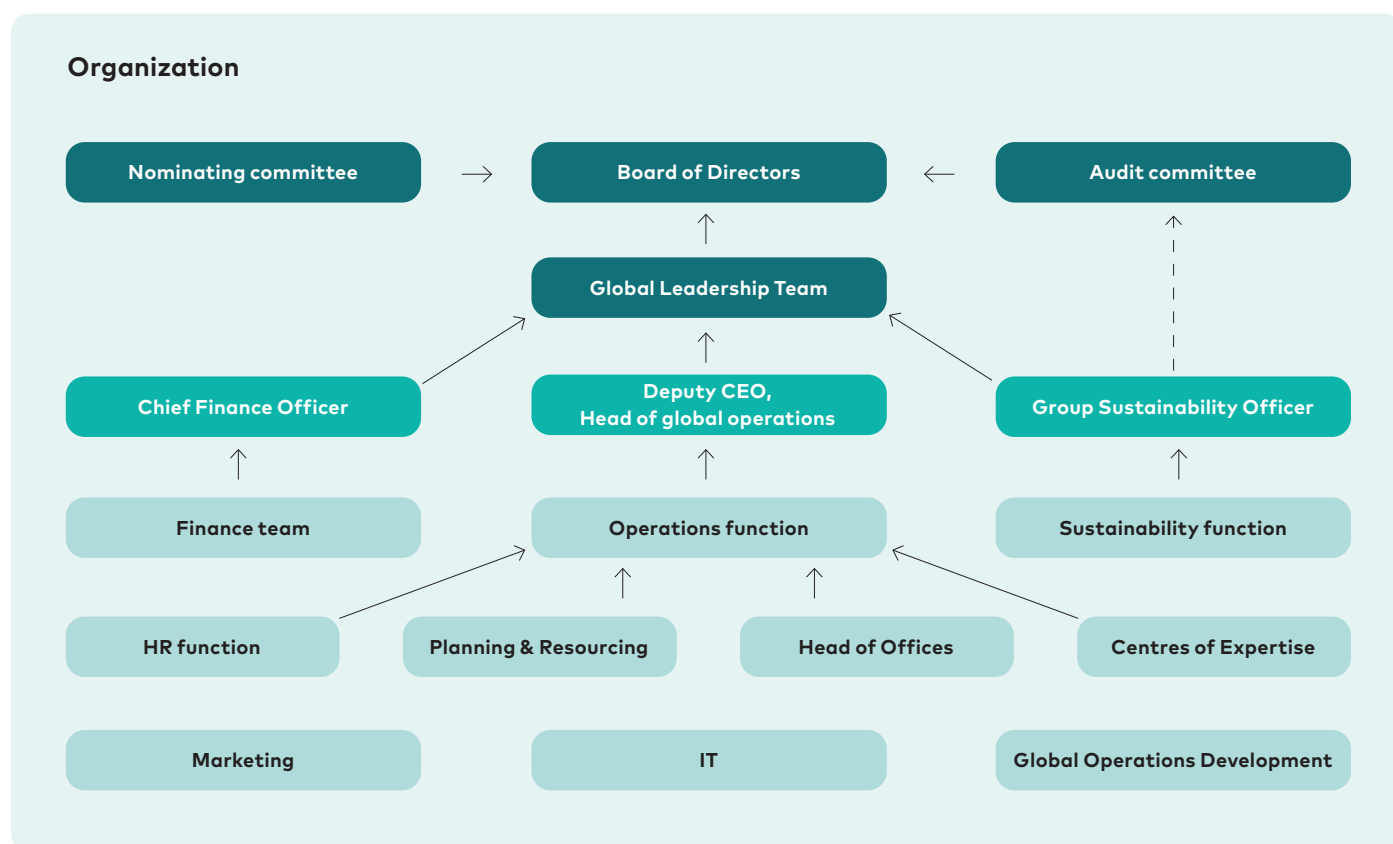 Organization
Nominating committee
Board of Directors
Audit committee
Global Leadership Team
Chief Finance Officer
Deputy CEO,
Head of global operations
Group Sustainability Officer
Finance team
Operations function
Sustainability function
HR function
Planning & Resourcing
Head of Offices
Centres of Expertise
Marketing
IT
Global Operations Development